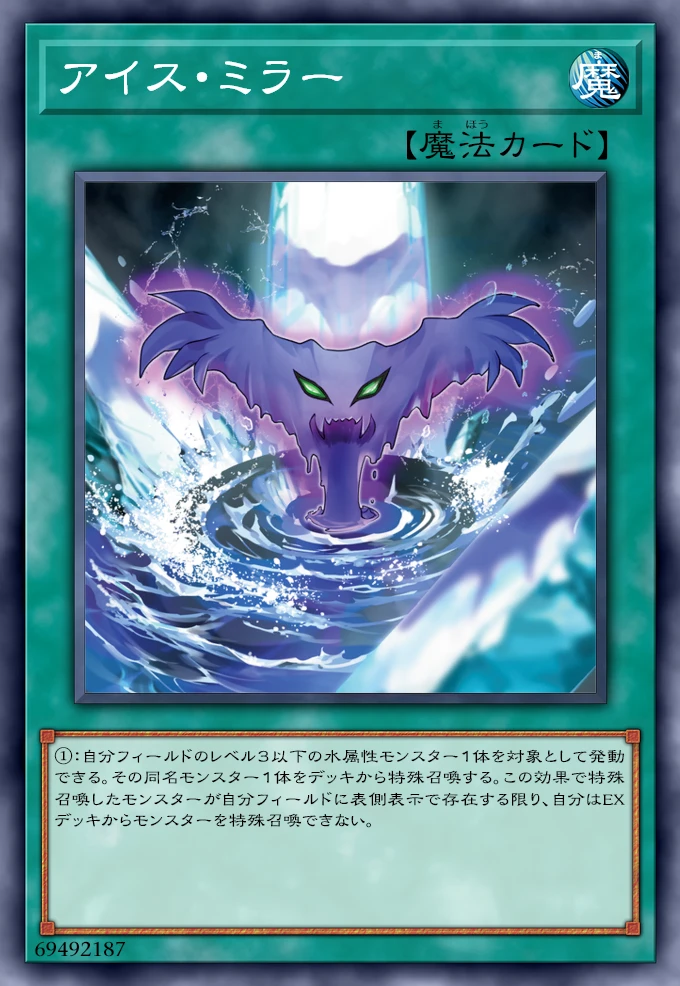 アイス・ミラー
魔
ま
【魔法カード】
ま ほう
①：自分フィールドのレベル３以下の水属性モンスター１体を対象として発動
できる。その同名モンスター１体をデッキから特殊召喚する。この効果で特殊
召喚したモンスターが自分フィールドに表側表示で存在する限り、自分はEX
デッキからモンスターを特殊召喚できない。
69492187